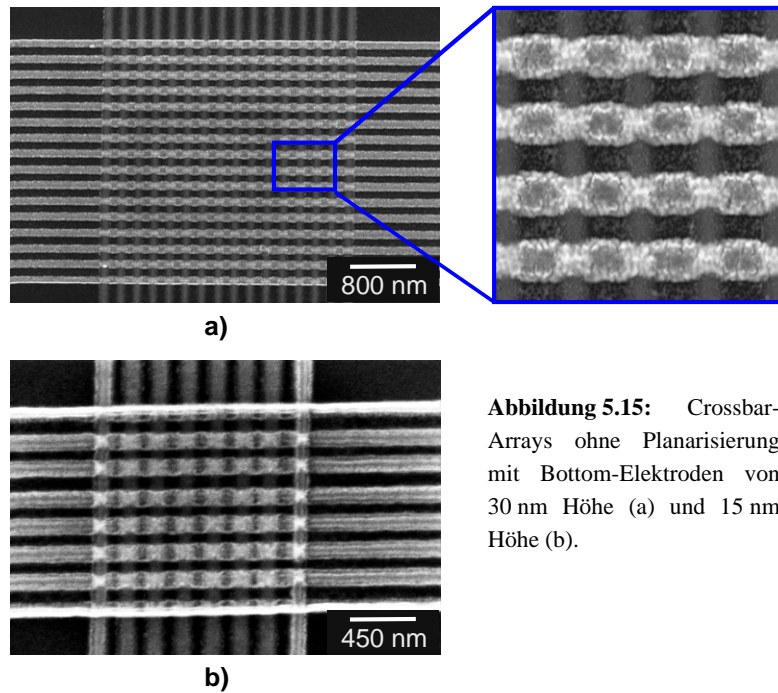 800 nm
a)
Abbildung 5.15: Crossbar-
Arrays ohne Planarisierung
mit Bottom-Elektroden von
30 nm Höhe (a) und 15 nm
Höhe (b).
450 nm
b)